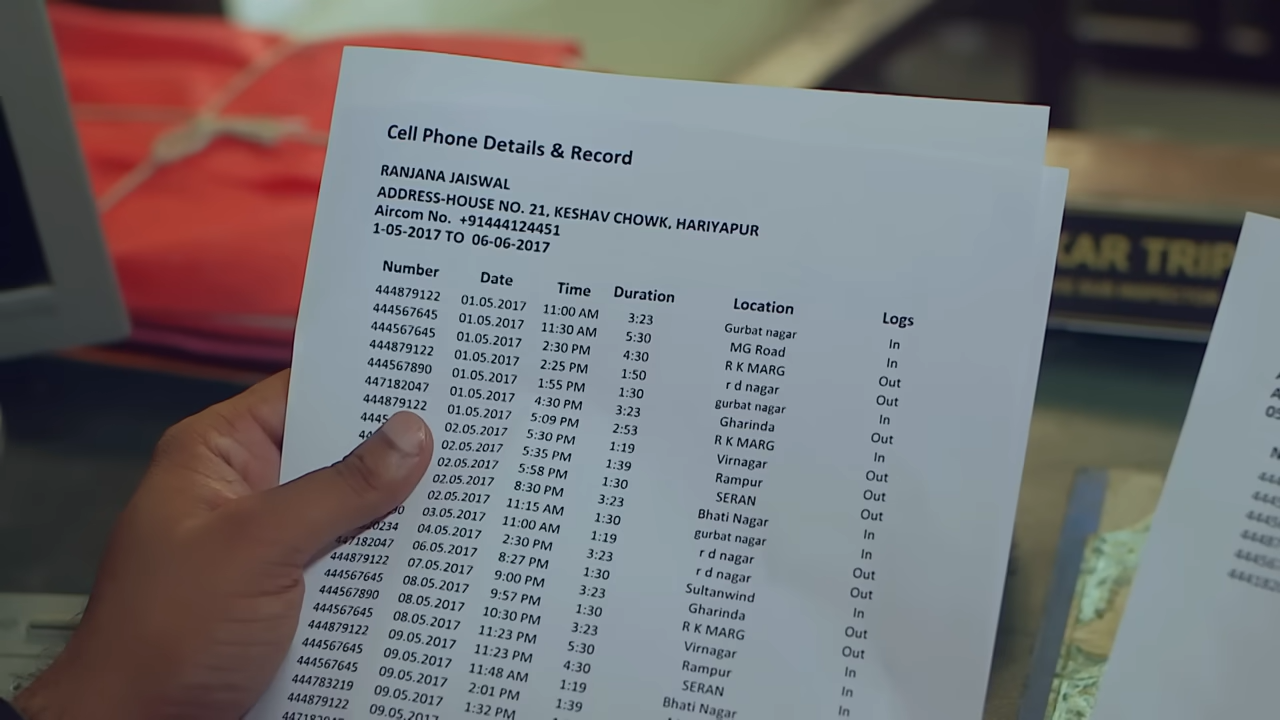 Cell Phone Details & Record
RANJANA JAISWAL
ADDRESS-HOUSE NO. 21, KESHAV CHOWK, HARIYAPUR
Aircom No. +91444124451
1-05-2017 TO 06-06-2017
Number Date Time Duration Location Logs
444879122 01.05.2017 11:00 AM 3:23 Gurbat nagar In
444567645 01.05.2017 11:30 AM 5:30 MG Road In
444567645 01.05.2017 2:30 PM 4:30 R K MARG Out
444879122 01.05.2017 2:25 PM 1:50 r d nagar Out
444567890 01.05.2017 1:55 PM 1:30 gurbat nagar In
447182047 01.05.2017 4:30 PM 3:23 Gharinda Out
444879122 01.05.2017 5:09 PM 2:53 R K MARG In
02.05.2017 5:30 PM 1:19 Virnagar Out
02.05.2017 5:35 PM 1:39 Rampur Out
02.05.2017 5:58 PM 1:30 SERAN Out
02.05.2017 8:30 PM 3:23 Bhati Nagar In
02.05.2017 11:15 AM 1:30 gurbat nagar In
03.05.2017 11:00 AM 1:19 r d nagar Out
04.05.2017 2:30 PM 3:23 r d nagar Out
447182047 06.05.2017 8:27 PM 1:30 Sultanwind In
444879122 07.05.2017 9:00 PM 3:23 Gharinda Out
444567645 08.05.2017 9:57 PM 1:30 R K MARG Out
444567890 08.05.2017 10:30 PM 3:23 Virnagar In
444567645 09.05.2017 11:23 PM 5:30 Rampur In
444879122 09.05.2017 11:23 PM 4:30 SERAN In
444567645 09.05.2017 11:48 AM 1:19 Bhati Nagar
444567645 09.05.2017 2:01 PM 1:39
444783219 1:32 PM
444879122
KAR TRIP